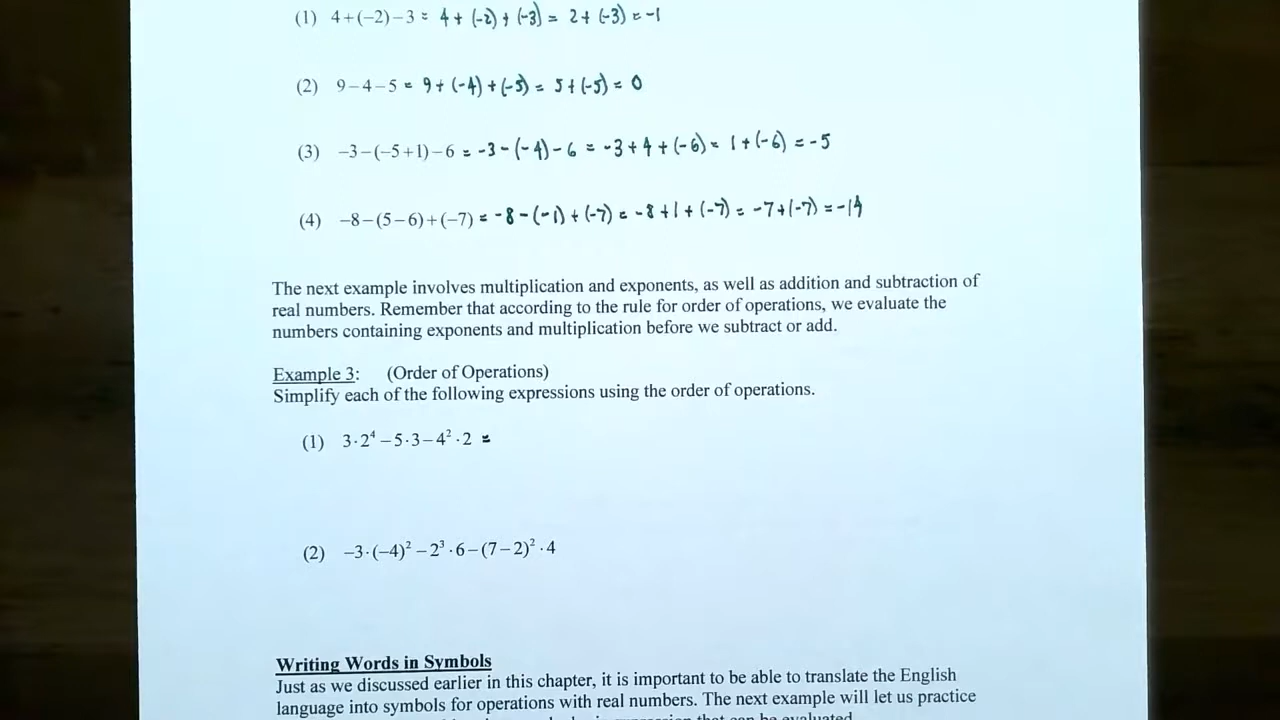 (1) 4+(−2)−3 = 4 + (-2) + (-3) = 2 + (-3) = -1
(2) 9−4−5 = 9 + (-4) + (-5) = 5 + (-5) = 0
(3) −3−(−5+1)−6 = -3 - (-4) - 6 = -3 + 4 + (-6) = 1 + (-6) = -5
(4) −8−(5−6)+(−7) = -8 - (-1) + (-7) = -8 + 1 + (-7) = -7 + (-7) = -14
The next example involves multiplication and exponents, as well as addition and subtraction of
real numbers. Remember that according to the rule for order of operations, we evaluate the
numbers containing exponents and multiplication before we subtract or add.
Example 3: (Order of Operations)
Simplify each of the following expressions using the order of operations.
(1) 3·2⁴−5·3−4²·2 =
(2) −3·(−4)²−2³·6−(7−2)²·4
Writing Words in Symbols
Just as we discussed earlier in this chapter, it is important to be able to translate the English
language into symbols for operations with real numbers. The next example will let us practice
expression that can be evaluated